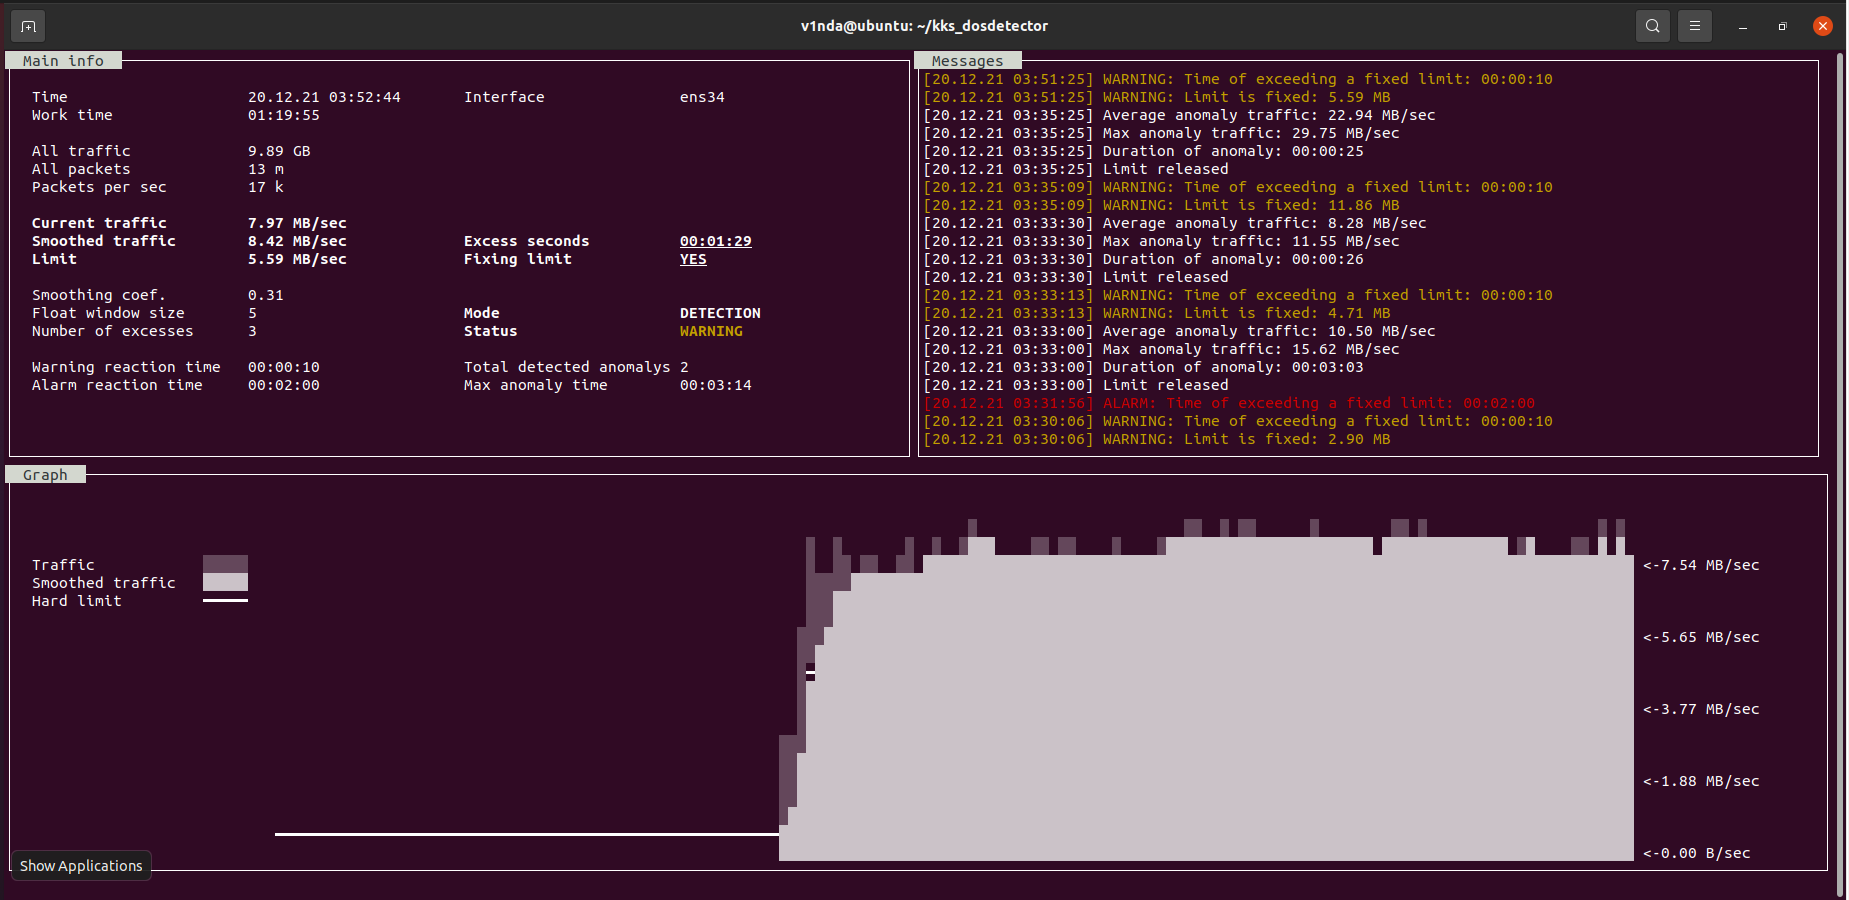 v1nda@ubuntu: ~/kks_dosdetector
Main info
Time 20.12.21 03:52:44 Interface ens34
Work time 01:19:55
All traffic 9.89 GB
All packets 13 m
Packets per sec 17 k
Current traffic 7.97 MB/sec
Smoothed traffic 8.42 MB/sec Excess seconds 00:01:29
Limit 5.59 MB/sec Fixing limit YES
Smoothing coef. 0.31
Float window size 5 Mode DETECTION
Number of excesses 3 Status WARNING
Warning reaction time 00:00:10 Total detected anomalys 2
Alarm reaction time 00:02:00 Max anomaly time 00:03:14
Messages
[20.12.21 03:51:25] WARNING: Time of exceeding a fixed limit: 00:00:10
[20.12.21 03:51:25] WARNING: Limit is fixed: 5.59 MB
[20.12.21 03:35:25] Average anomaly traffic: 22.94 MB/sec
[20.12.21 03:35:25] Max anomaly traffic: 29.75 MB/sec
[20.12.21 03:35:25] Duration of anomaly: 00:00:25
[20.12.21 03:35:25] Limit released
[20.12.21 03:35:09] WARNING: Time of exceeding a fixed limit: 00:00:10
[20.12.21 03:35:09] WARNING: Limit is fixed: 11.86 MB
[20.12.21 03:33:30] Average anomaly traffic: 8.28 MB/sec
[20.12.21 03:33:30] Max anomaly traffic: 11.55 MB/sec
[20.12.21 03:33:30] Duration of anomaly: 00:00:26
[20.12.21 03:33:30] Limit released
[20.12.21 03:33:13] WARNING: Time of exceeding a fixed limit: 00:00:10
[20.12.21 03:33:13] WARNING: Limit is fixed: 4.71 MB
[20.12.21 03:33:00] Average anomaly traffic: 10.50 MB/sec
[20.12.21 03:33:00] Max anomaly traffic: 15.62 MB/sec
[20.12.21 03:33:00] Duration of anomaly: 00:03:03
[20.12.21 03:33:00] Limit released
[20.12.21 03:31:56] ALARM: Time of exceeding a fixed limit: 00:02:00
[20.12.21 03:30:06] WARNING: Time of exceeding a fixed limit: 00:00:10
[20.12.21 03:30:06] WARNING: Limit is fixed: 2.90 MB
Graph
Traffic
Smoothed traffic
Hard limit
<-7.54 MB/sec
<-5.65 MB/sec
<-3.77 MB/sec
<-1.88 MB/sec
<-0.00 B/sec
Show Applications